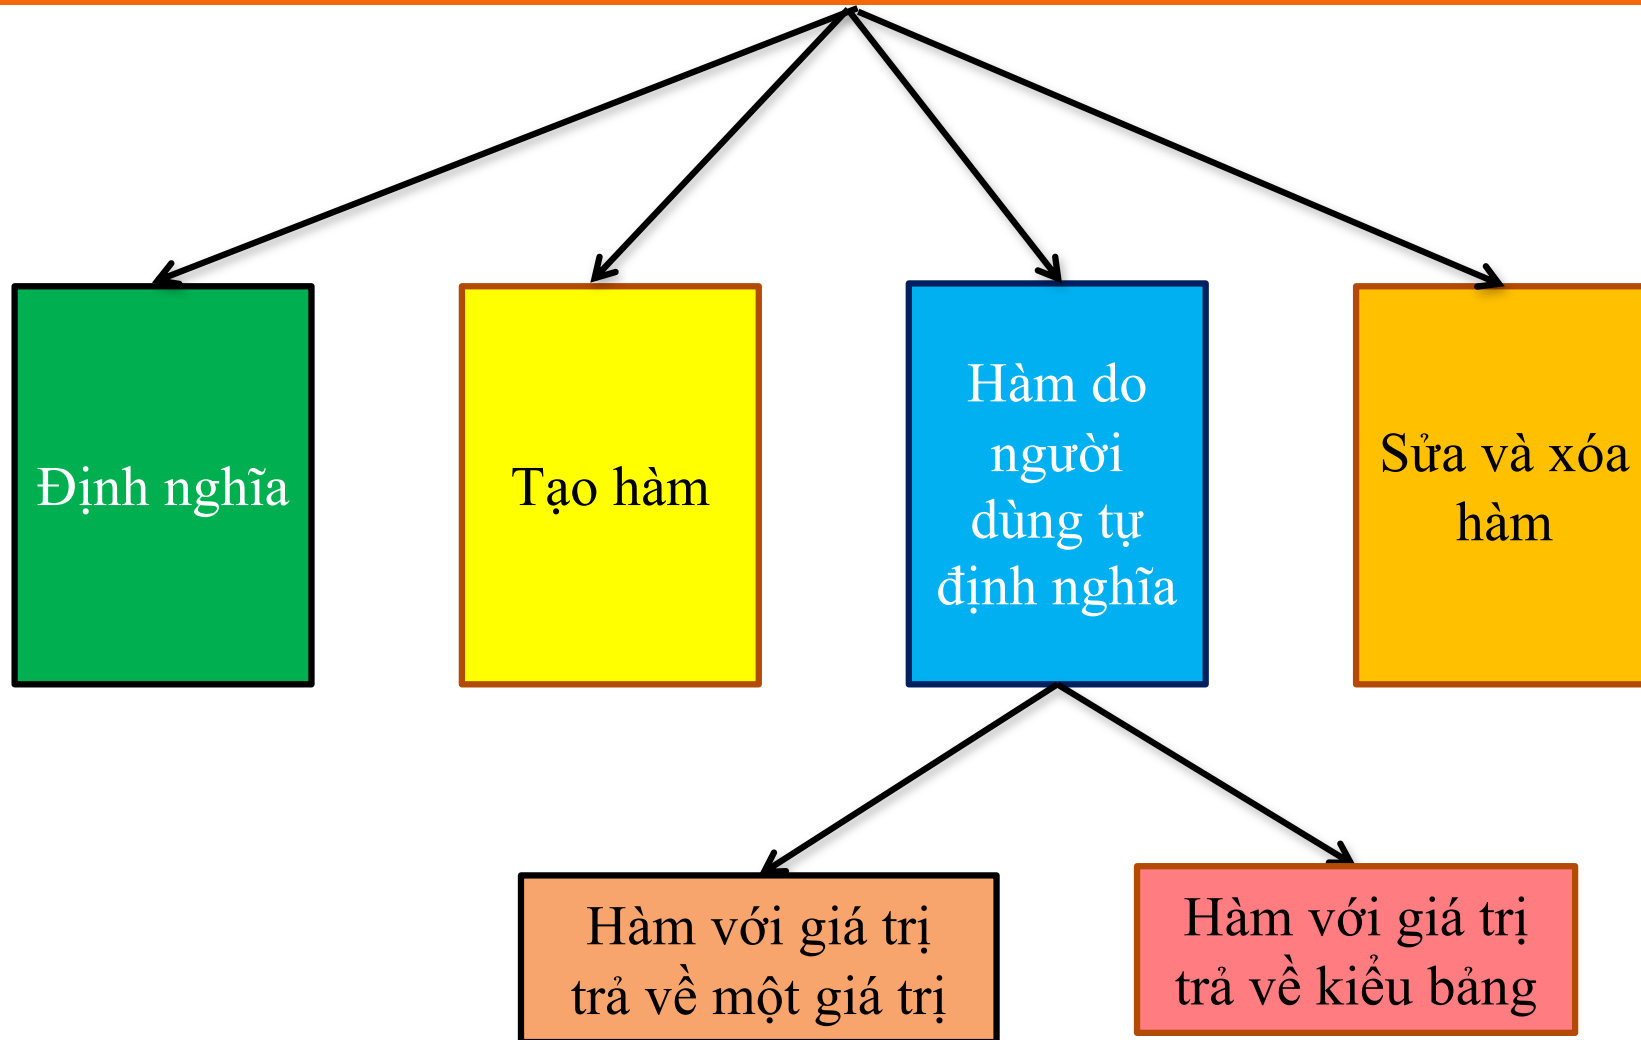 Định nghĩa
Tạo hàm
Hàm do
người
dùng tự
định nghĩa
Sửa và xóa
hàm
Hàm với giá trị
trả về một giá trị
Hàm với giá trị
trả về kiểu bảng